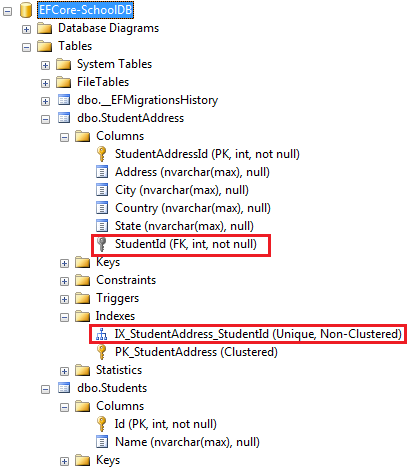 EFCore-SchoolDB
Database Diagrams
Tables
System Tables
FileTables
dbo.__EFMigrationsHistory
dbo.StudentAddress
Columns
StudentAddressId (PK, int, not null)
Address (nvarchar(max), null)
City (nvarchar(max), null)
Country (nvarchar(max), null)
State (nvarchar(max), null)
StudentId (FK, int, not null)
Keys
Constraints
Triggers
Indexes
IX_StudentAddress_StudentId (Unique, Non-Clustered)
PK_StudentAddress (Clustered)
Statistics
dbo.Students
Columns
Id (PK, int, not null)
Name (nvarchar(max), null)
Keys